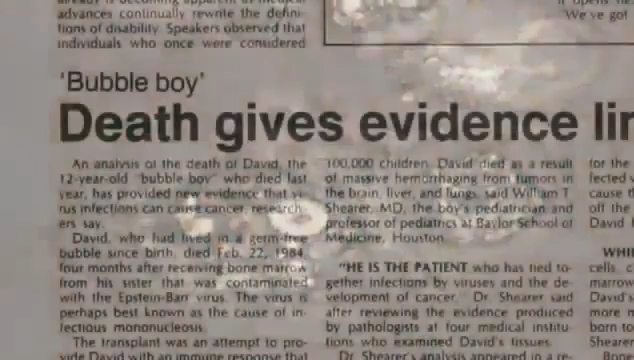 already is becoming apparent as medical
advances continually rewrite the defini-
tions of disability. Speakers observed that
individuals who once were considered
We've got
'Bubble boy'
Death gives evidence lin
An analysis of the death of David, the
12-year-old "bubble boy" who died last
year, has provided new evidence that vi-
rus infections can cause cancer, research-
ers say.
David, who had lived in a germ-free
bubble since birth, died Feb. 22, 1984,
four months after receiving bone marrow
from his sister that was contaminated
with the Epstein-Barr virus. The virus is
perhaps best known as the cause of in-
fectious mononucleosis.
The transplant was an attempt to pro-
vide David with an immune response that
100,000 children. David died as a result
of massive hemorrhaging from tumors in
the brain, liver, and lungs, said William T.
Shearer, MD, the boy's pediatrician and
professor of pediatrics at Baylor School of
Medicine, Houston.
"HE IS THE PATIENT who has tied to-
gether infections by viruses and the de-
velopment of cancer," Dr. Shearer said
after reviewing the evidence produced
by pathologists at four medical institu-
tions who examined David's tissues.
Dr. Shearer's analysis appeared in
for the
fected w
cause t
off the
David
WHI
cells, c
marrow
David's
more m
born to
Shearer